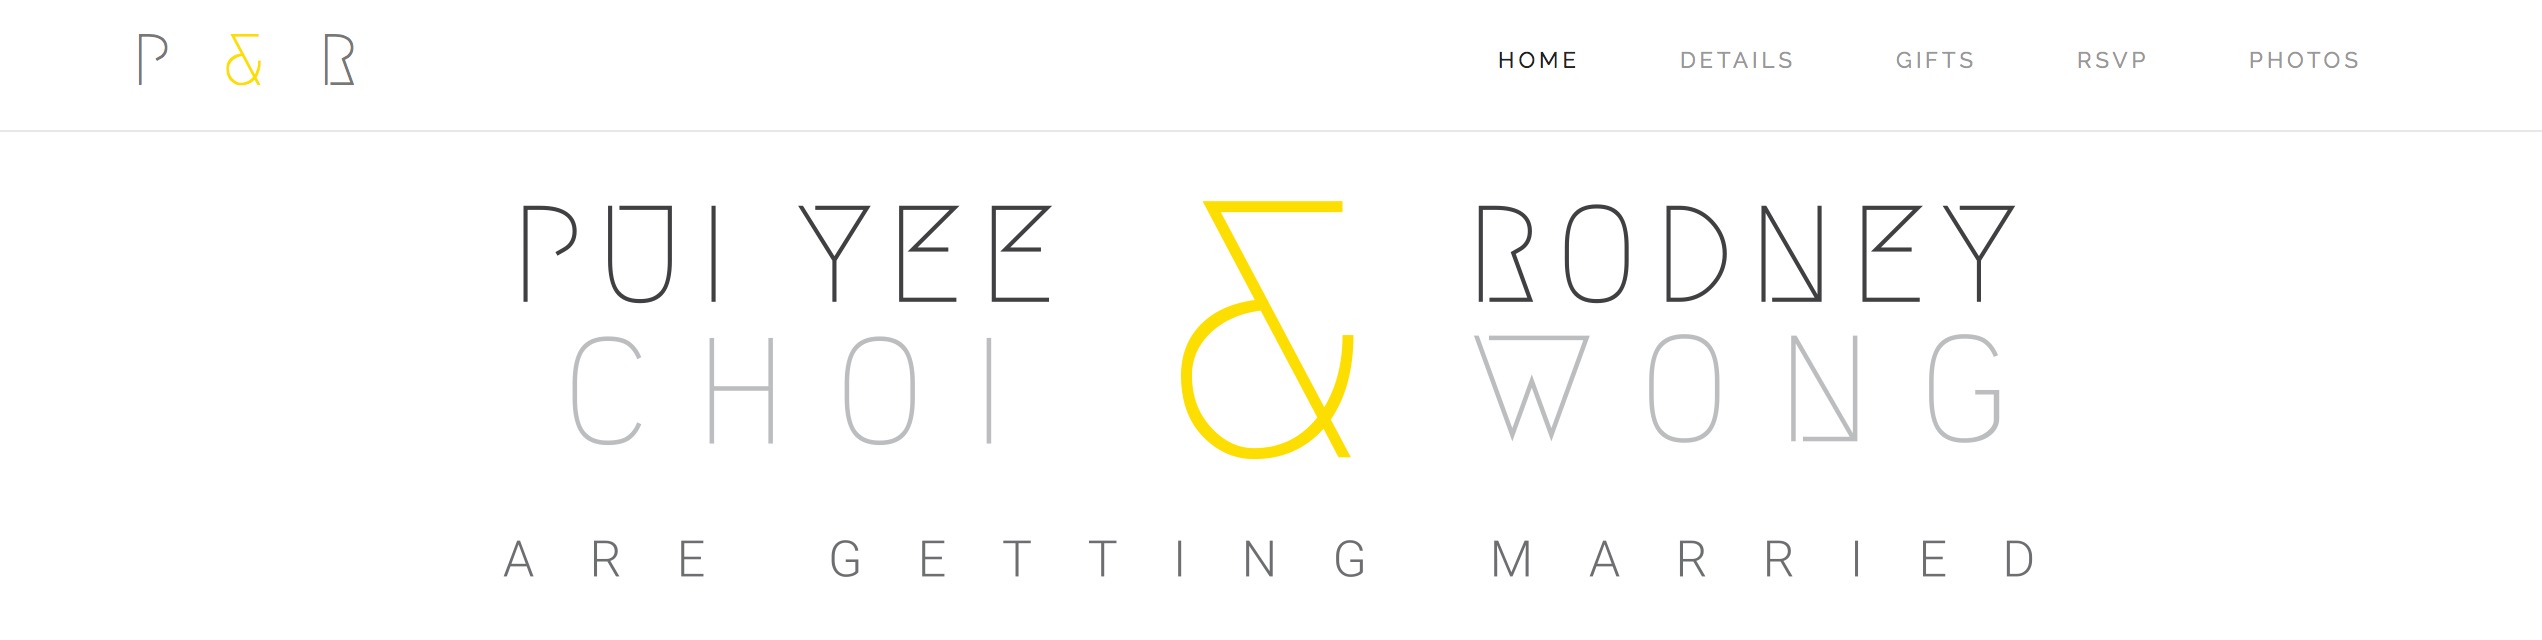 P & R
HOME DETAILS GIFTS RSVP PHOTOS
PUI YEE & RODNEY
CHOI WONG
ARE GETTING MARRIED